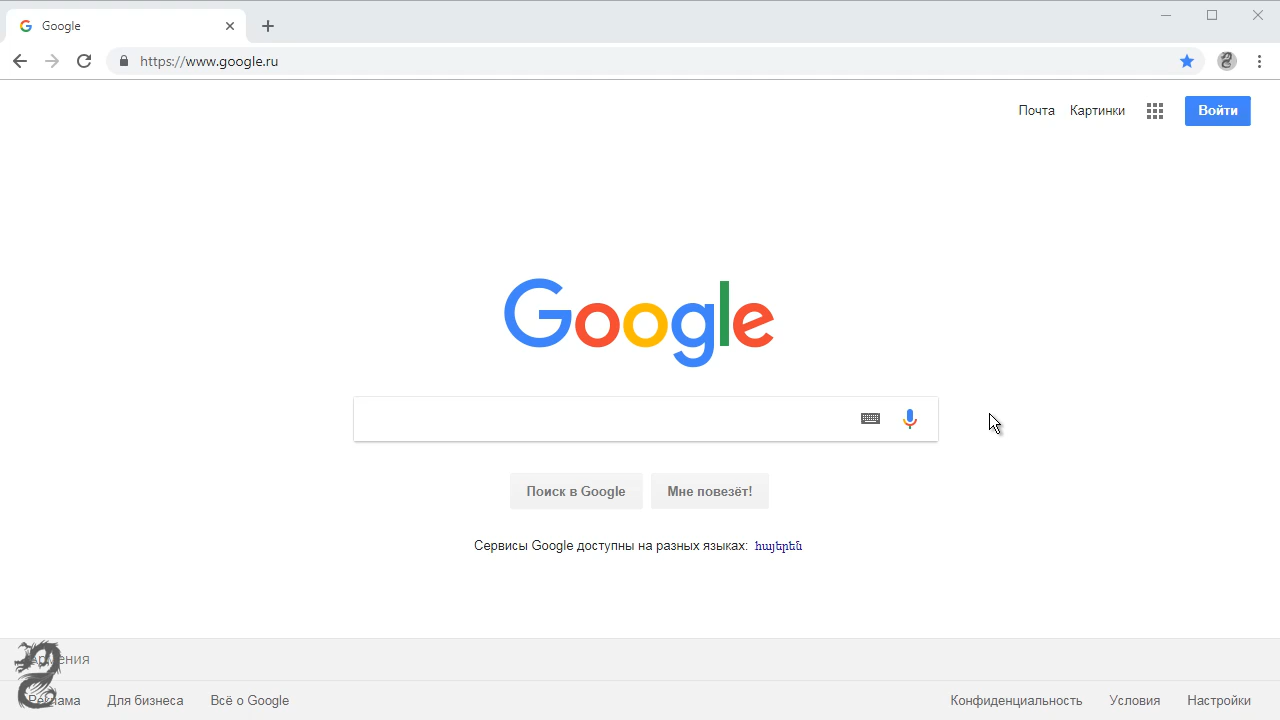 Google
https://www.google.ru
Почта Картинки Войти
Google
Поиск в Google Мне повезёт!
Сервисы Google доступны на разных языках: հայերեն
Армения
Реклама Для бизнеса Всё о Google Конфиденциальность Условия Настройки